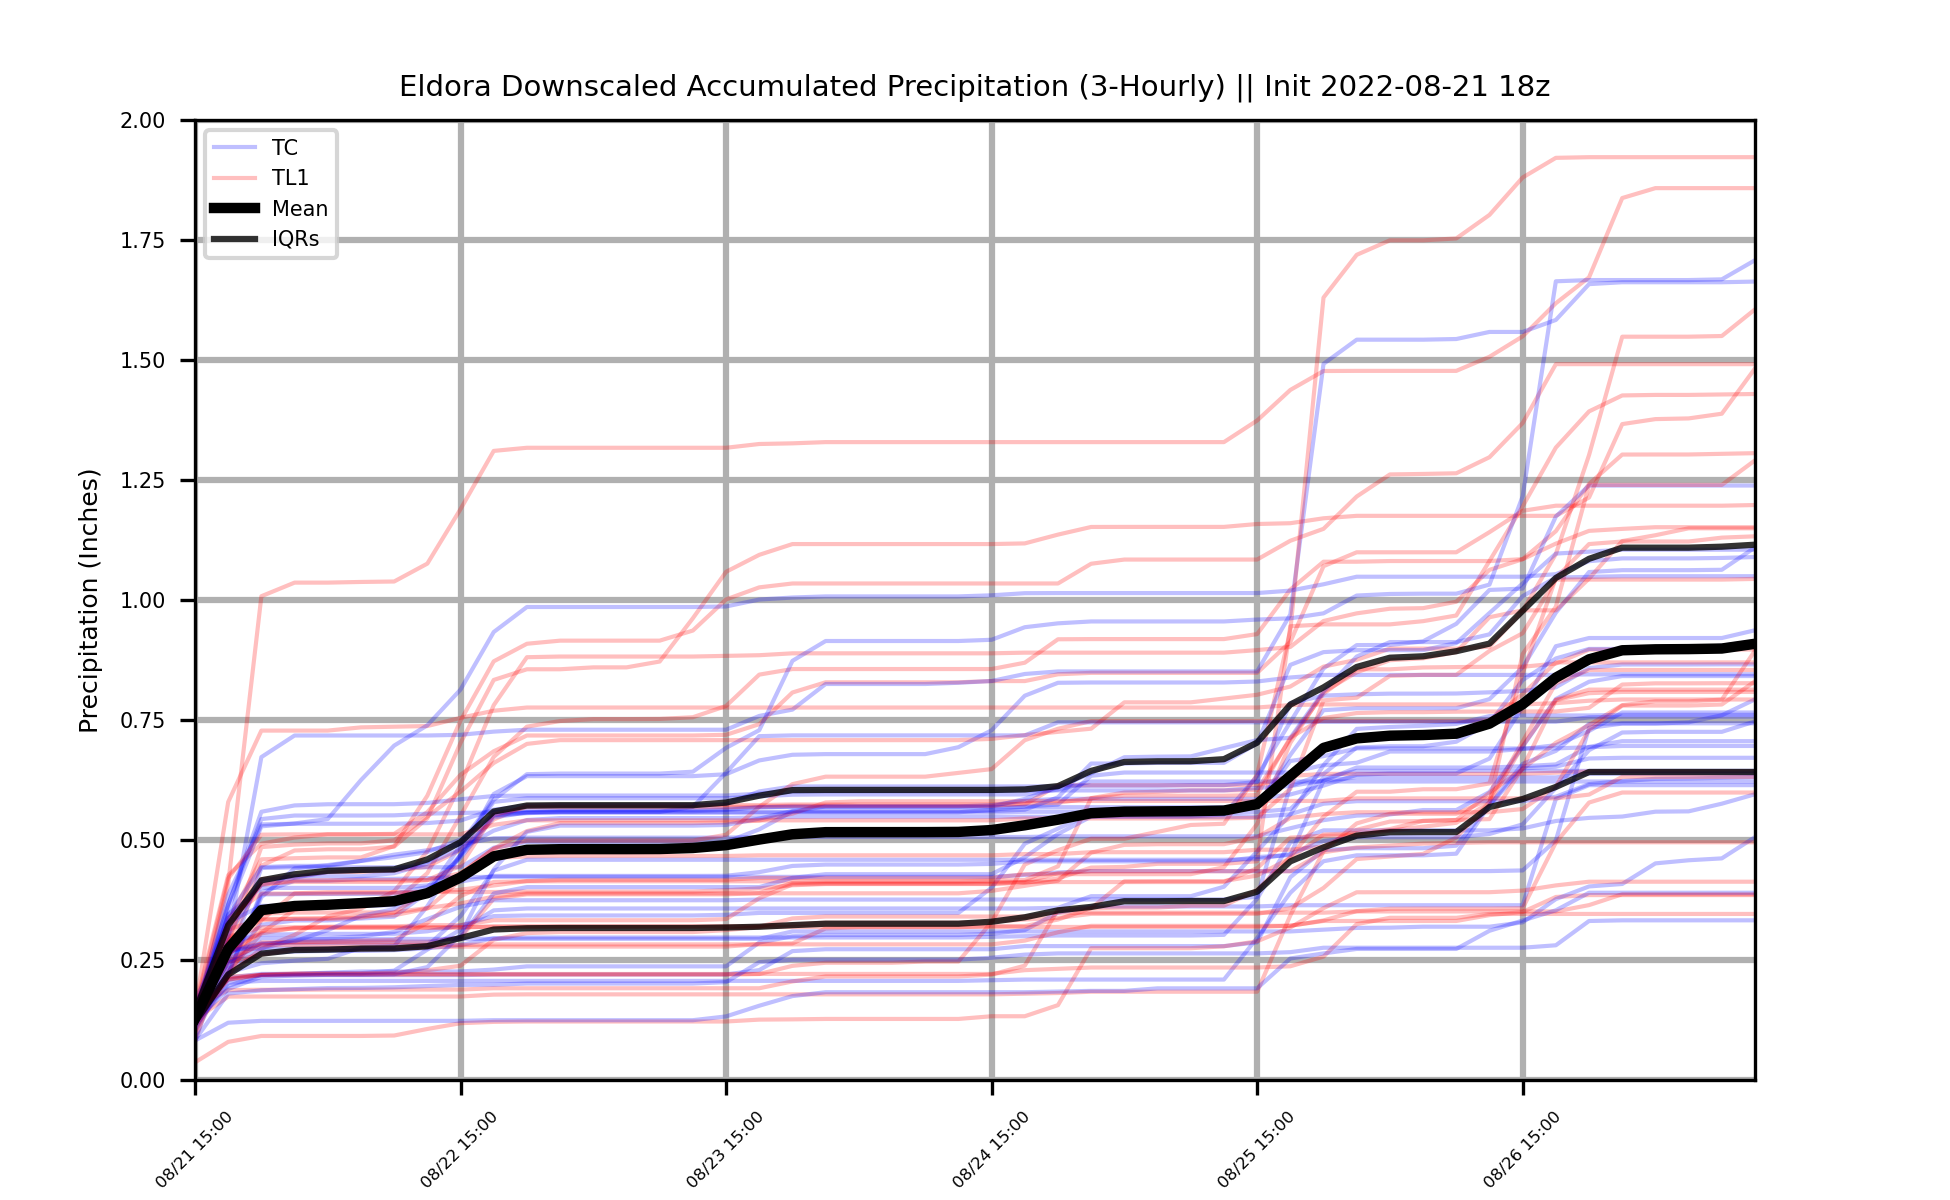 Eldora Downscaled Accumulated Precipitation (3-Hourly) || Init 2022-08-21 18z
2.00
1.75
1.50
1.25
1.00
0.75
0.50
0.25
0.00
Precipitation (Inches)
TC
TL1
Mean
IQRs
08/21 15:00
08/22 15:00
08/23 15:00
08/24 15:00
08/25 15:00
08/26 15:00